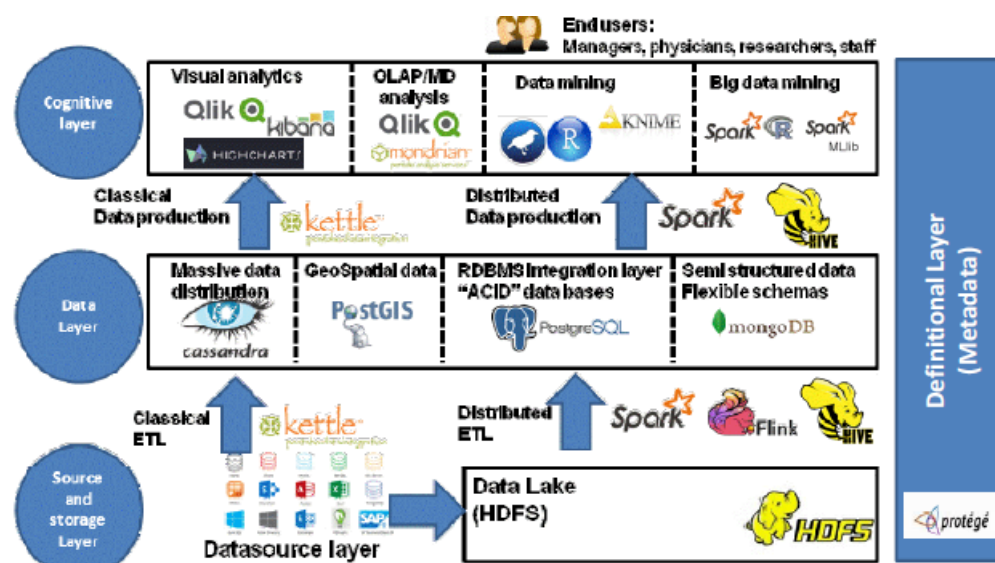 End users:
Managers, physicians, researchers, staff
Cognitive
layer
Visual analytics
Qlik
kibana
HIGHCHARTS
OLAP/MD
analysis
Qlik
mondrian
Data mining
R
KNIME
Big data mining
Spark
R
Spark
MLlib
Classical
Data production
kettle
Distributed
Data production
Spark
HIVE
Data
Layer
Massive data
distribution
cassandra
GeoSpatial data
PostGIS
RDBMS integration layer
"ACID" data bases
PostgreSQL
Semi structured data
Flexible schemas
mongoDB
Classical
ETL
kettle
Distributed
ETL
Spark
Flink
HIVE
Source
and
storage
Layer
SAP
Datasource layer
Data Lake
(HDFS)
HDFS
Definitional Layer
(Metadata)
protégé